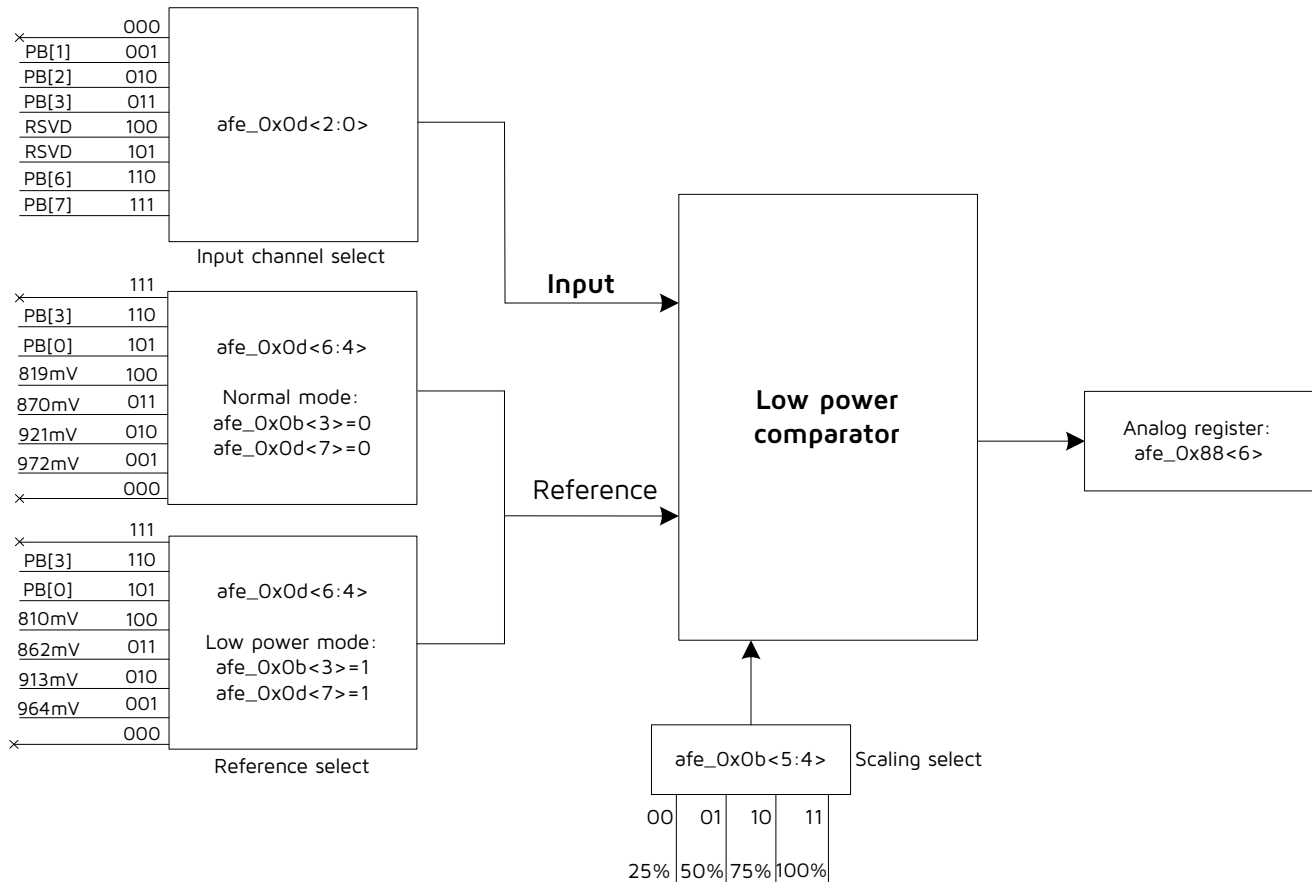 000
PB[1] 001
PB[2] 010
PB[3] 011
RSVD 100
RSVD 101
PB[6] 110
PB[7] 111
afe_0x0d<2:0>
Input channel select
111
PB[3] 110
PB[0] 101
819mV 100
870mV 011
921mV 010
972mV 001
000
afe_0x0d<6:4>
Normal mode:
afe_0x0b<3>=0
afe_0x0d<7>=0
111
PB[3] 110
PB[0] 101
810mV 100
862mV 011
913mV 010
964mV 001
000
afe_0x0d<6:4>
Low power mode:
afe_0x0b<3>=1
afe_0x0d<7>=1
Reference select
Input
Reference
Low power
comparator
Analog register:
afe_0x88<6>
afe_0x0b<5:4> Scaling select
00 01 10 11
25% 50% 75% 100%